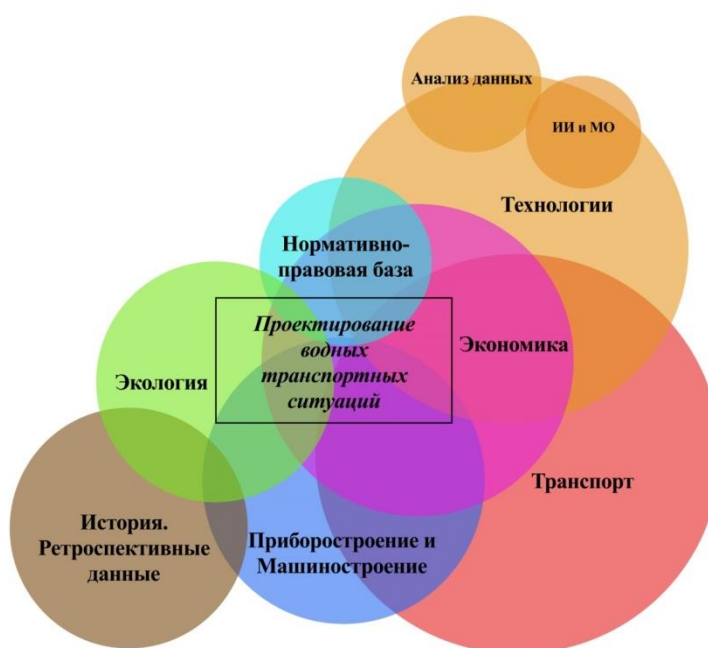 Анализ данных
ИИ и МО
Технологии
Нормативно-
правовая база
Проектирование
водных
транспортных
ситуаций
Экономика
Экология
Транспорт
История.
Ретроспективные
данные
Приборостроение и
Машиностроение